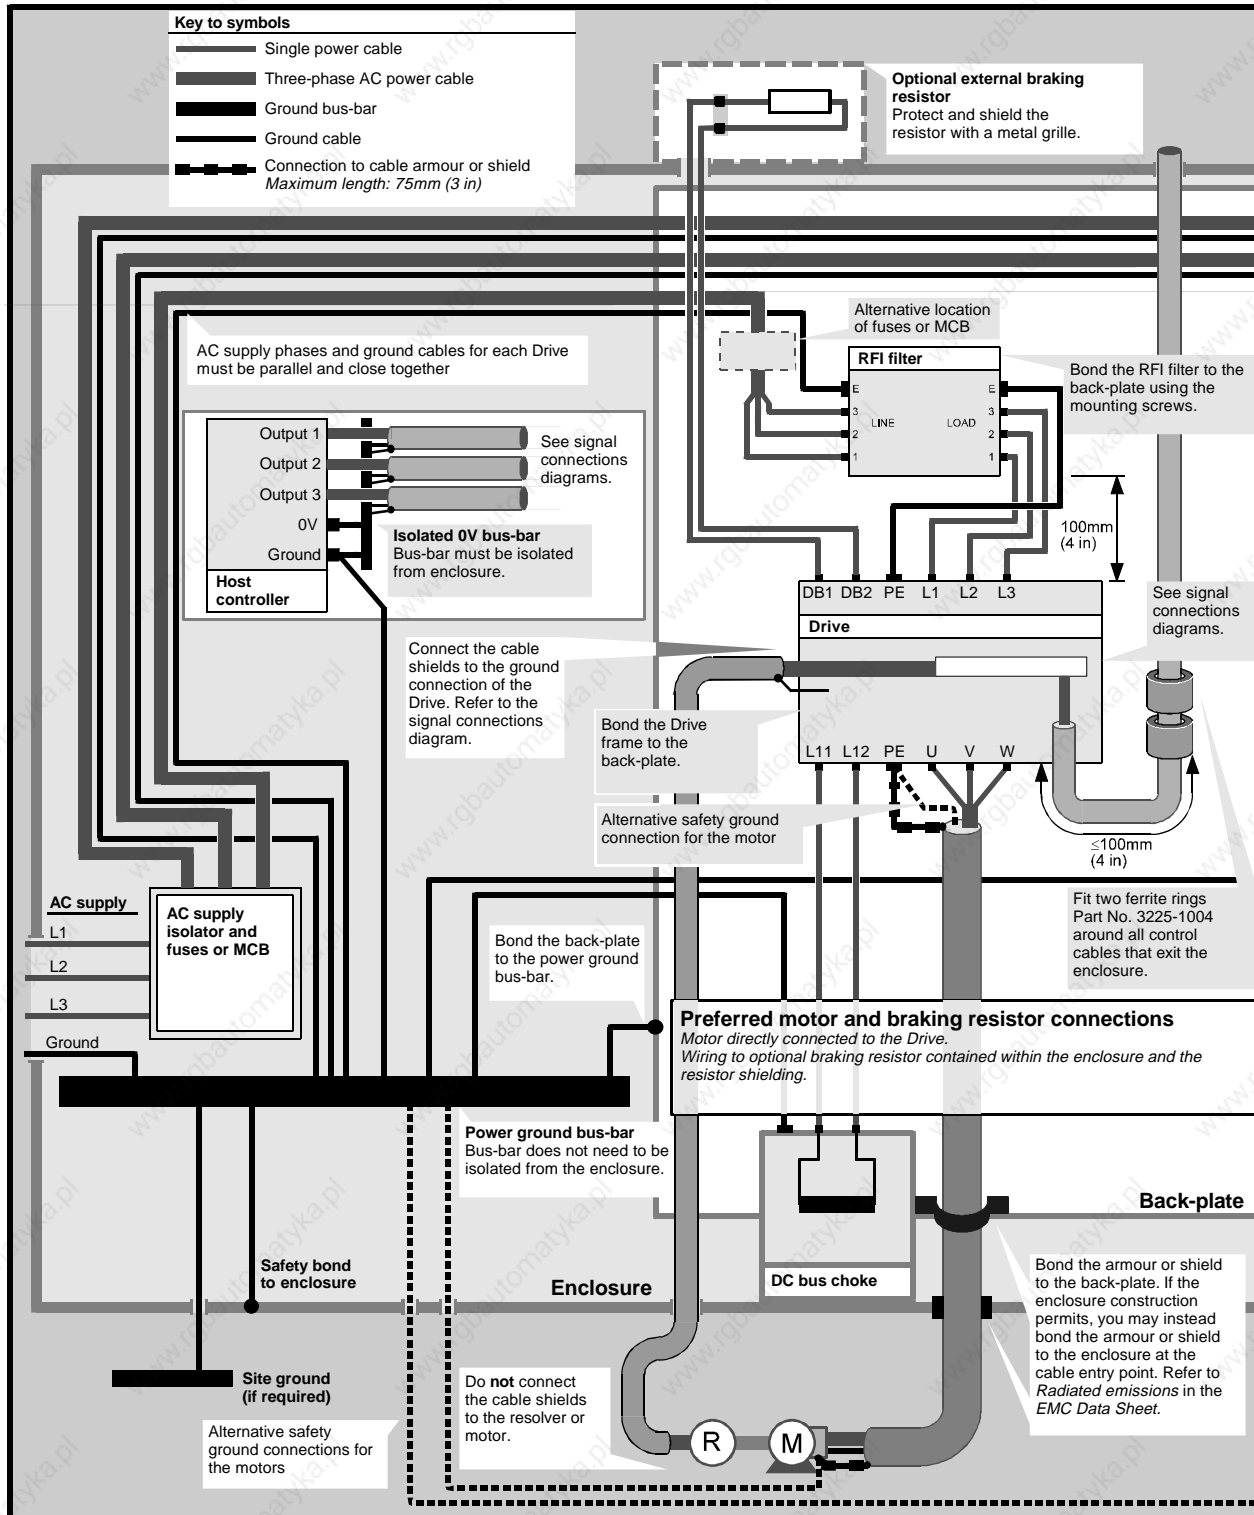 Key to symbols
Single power cable
Three-phase AC power cable
Ground bus-bar
Ground cable
Connection to cable armour or shield
Maximum length: 75mm (3 in)
Optional external braking
resistor
Protect and shield the
resistor with a metal grille.
AC supply phases and ground cables for each Drive
must be parallel and close together
Alternative location
of fuses or MCB
RFI filter
E
3
2
1
LINE
LOAD
E
3
2
1
Bond the RFI filter to the
back-plate using the
mounting screws.
100mm
(4 in)
Output 1
Output 2
Output 3
0V
Ground
Host
controller
See signal
connections
diagrams.
Isolated 0V bus-bar
Bus-bar must be isolated
from enclosure.
DB1 DB2 PE L1 L2 L3
Drive
See signal
connections
diagrams.
Connect the cable
shields to the ground
connection of the
Drive. Refer to the
signal connections
diagram.
Bond the Drive
frame to the
back-plate.
L11 L12 PE U V W
Alternative safety ground
connection for the motor
≤100mm
(4 in)
Fit two ferrite rings
Part No. 3225-1004
around all control
cables that exit the
enclosure.
AC supply
L1
L2
L3
Ground
AC supply
isolator and
fuses or MCB
Bond the back-plate
to the power ground
bus-bar.
Preferred motor and braking resistor connections
Motor directly connected to the Drive.
Wiring to optional braking resistor contained within the enclosure and the
resistor shielding.
Power ground bus-bar
Bus-bar does not need to be
isolated from the enclosure.
Back-plate
Safety bond
to enclosure
Enclosure
DC bus choke
Bond the armour or shield
to the back-plate. If the
enclosure construction
permits, you may instead
bond the armour or shield
to the enclosure at the
cable entry point. Refer to
Radiated emissions in the
EMC Data Sheet.
Site ground
(if required)
Do not connect
the cable shields
to the resolver or
motor.
R
M
Alternative safety
ground connections for
the motors
www.rgbautomatyka.pl